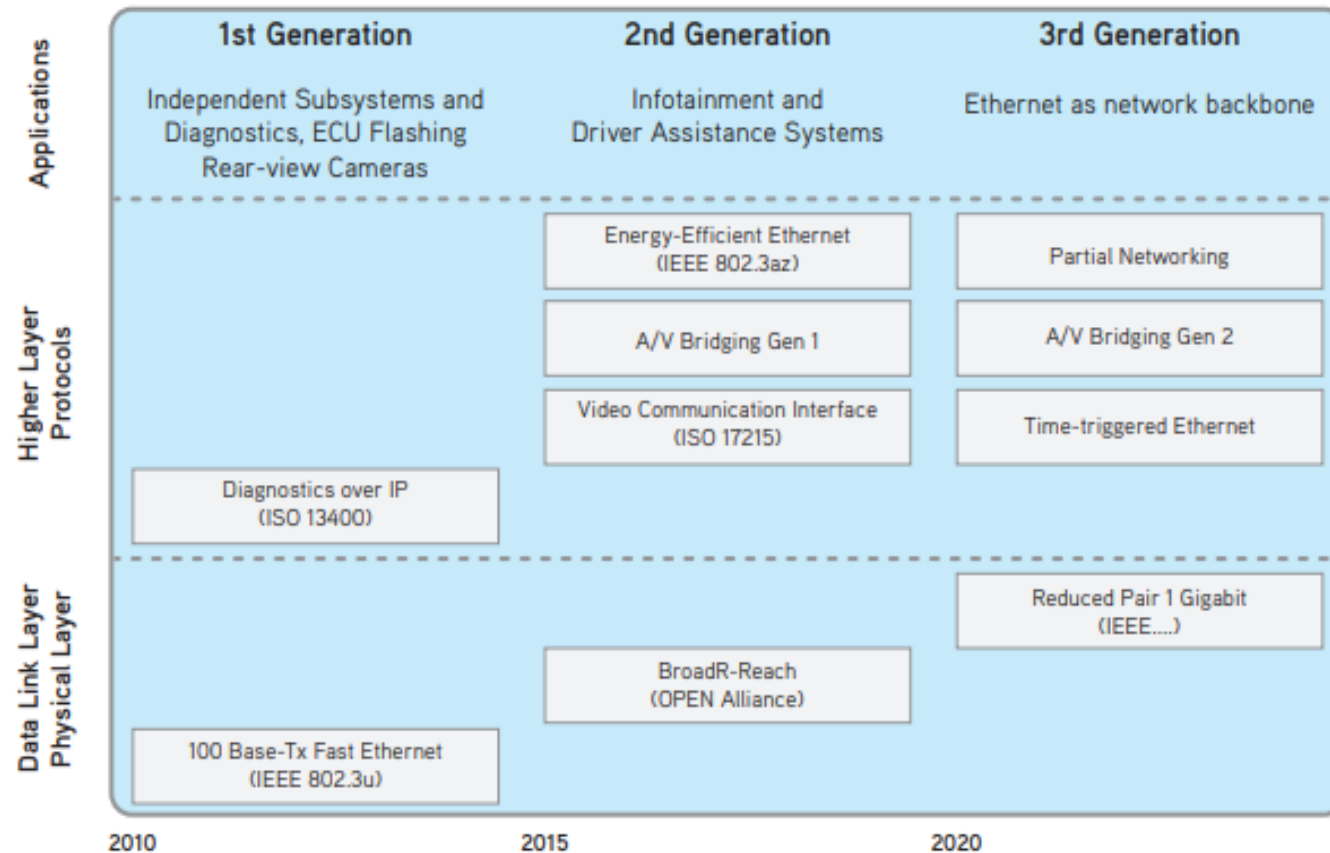 Applications
1st Generation
Independent Subsystems and
Diagnostics, ECU Flashing
Rear-view Cameras
2nd Generation
Infotainment and
Driver Assistance Systems
3rd Generation
Ethernet as network backbone
Higher Layer
Protocols
Energy-Efficient Ethernet
(IEEE 802.3az)
Partial Networking
A/V Bridging Gen 1
A/V Bridging Gen 2
Video Communication Interface
(ISO 17215)
Time-triggered Ethernet
Diagnostics over IP
(ISO 13400)
Data Link Layer
Physical Layer
Reduced Pair 1 Gigabit
(IEEE.....)
BroadR-Reach
(OPEN Alliance)
100 Base-Tx Fast Ethernet
(IEEE 802.3u)
2010
2015
2020